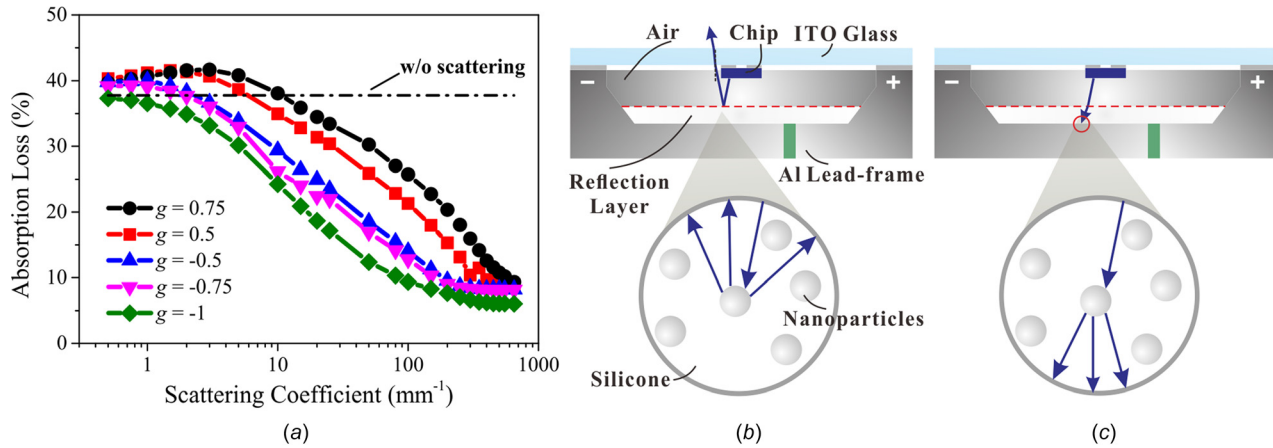 50
40
30
20
10
0
Absorption Loss (%)
w/o scattering
g = 0.75
g = 0.5
g = -0.5
g = -0.75
g = -1
1
10
100
1000
Scattering Coefficient (mm-1)
(a)
Air
Chip
ITO Glass
−
+
Reflection
Layer
Al Lead-frame
Nanoparticles
Silicone
(b)
−
+
(c)